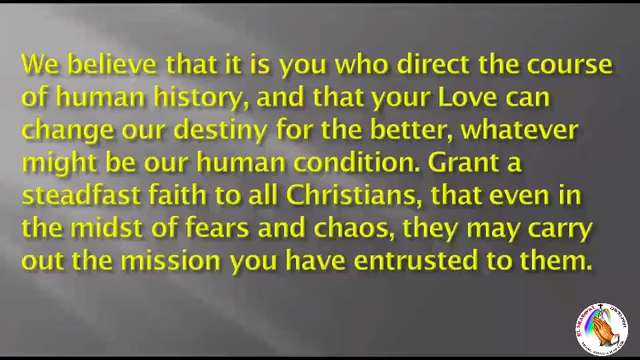 We believe that it is you who direct the course
of human history, and that your Love can
change our destiny for the better, whatever
might be our human condition. Grant a
steadfast faith to all Christians, that even in
the midst of fears and chaos, they may carry
out the mission you have entrusted to them.